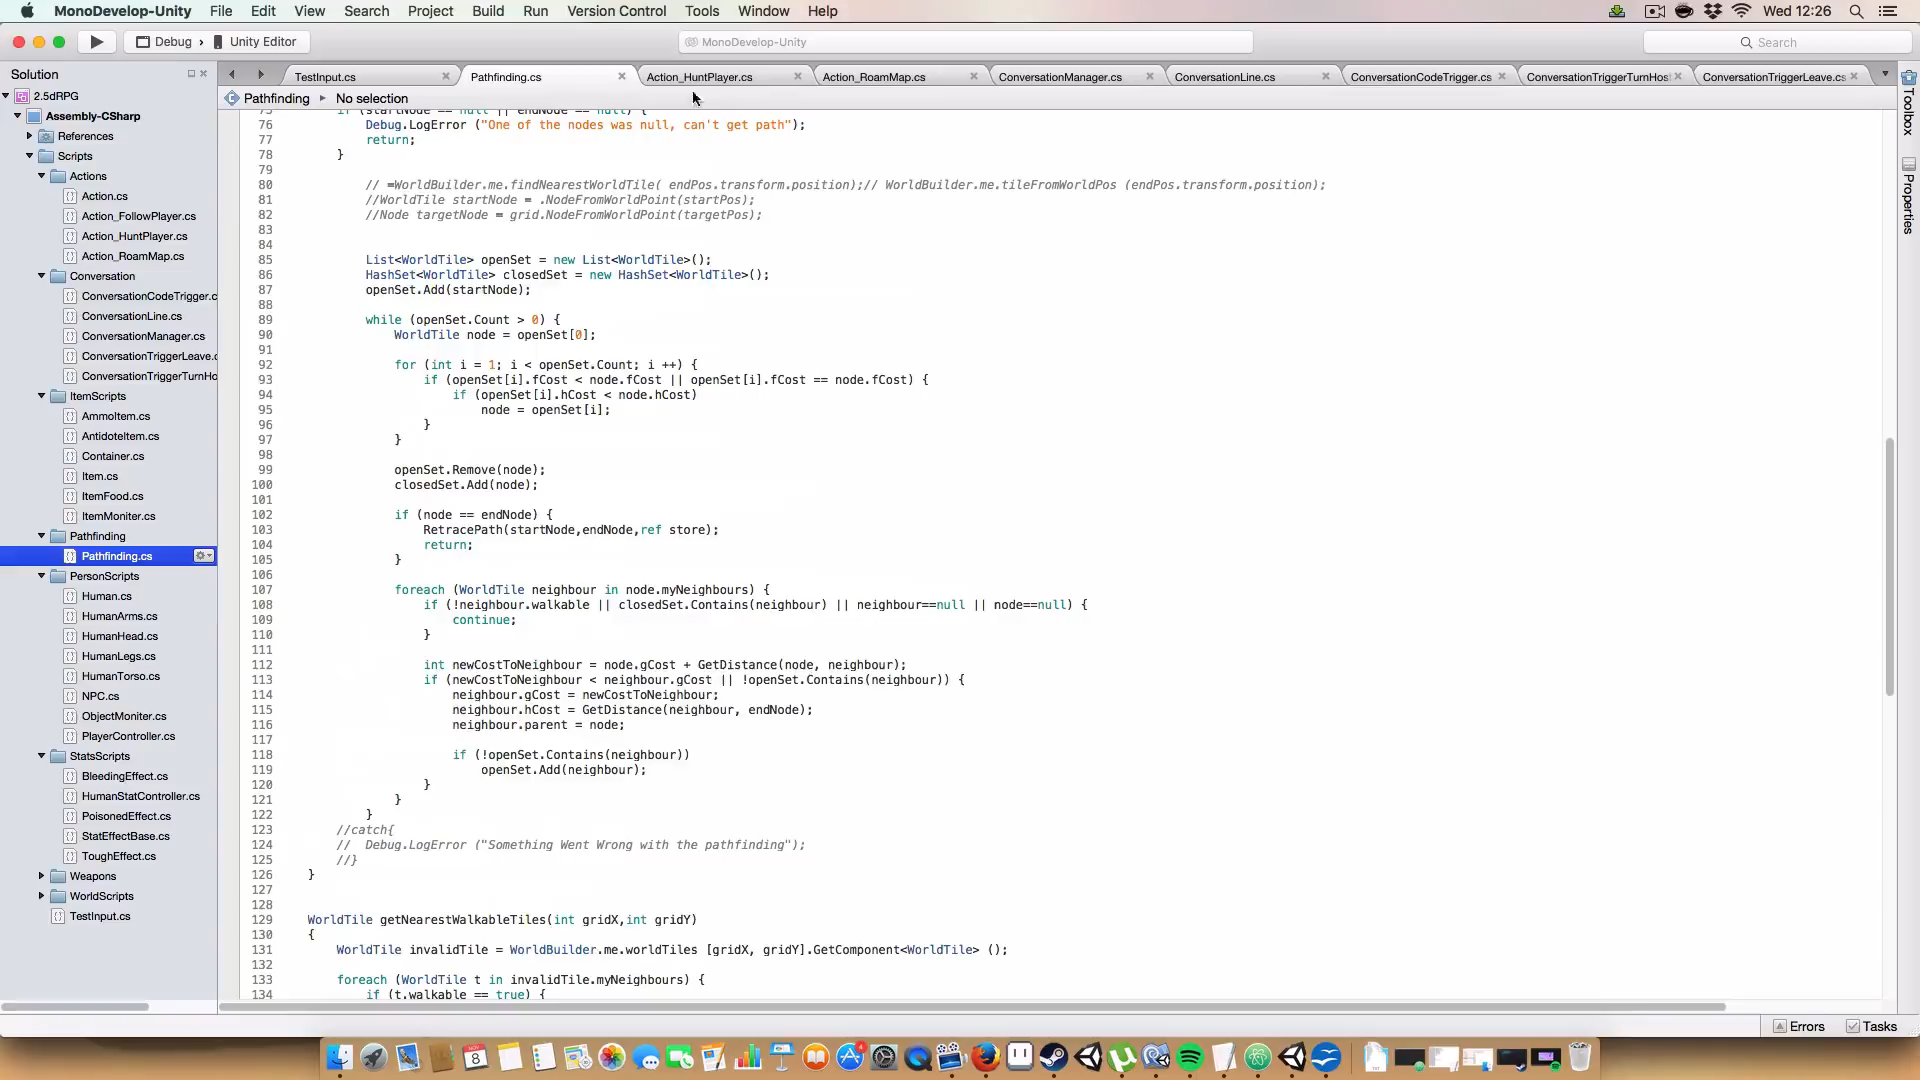 MonoDevelop-Unity File Edit View Search Project Build Run Version Control Tools Window Help Wed 12:26
Debug › Unity Editor MonoDevelop-Unity Search
Solution
TestInput.cs Pathfinding.cs Action_HuntPlayer.cs Action_RoamMap.cs ConversationManager.cs ConversationLine.cs ConversationCodeTrigger.cs ConversationTriggerTurnHos ConversationTriggerLeave.cs
Pathfinding ▸ No selection
2.5dRPG
Assembly-CSharp
References
Scripts
Actions
Action.cs
Action_FollowPlayer.cs
Action_HuntPlayer.cs
Action_RoamMap.cs
Conversation
ConversationCodeTrigger.c
ConversationLine.cs
ConversationManager.cs
ConversationTriggerLeave.c
ConversationTriggerTurnHo
ItemScripts
AmmoItem.cs
AntidoteItem.cs
Container.cs
Item.cs
ItemFood.cs
ItemMoniter.cs
Pathfinding
Pathfinding.cs
PersonScripts
Human.cs
HumanArms.cs
HumanHead.cs
HumanLegs.cs
HumanTorso.cs
NPC.cs
ObjectMoniter.cs
PlayerController.cs
StatsScripts
BleedingEffect.cs
HumanStatController.cs
PoisonedEffect.cs
StatEffectBase.cs
ToughEffect.cs
Weapons
WorldScripts
TestInput.cs
75 if (startNode == null || endNode == null) {
76 Debug.LogError ("One of the nodes was null, can't get path");
77 return;
78 }
79
80 // =WorldBuilder.me.findNearestWorldTile( endPos.transform.position);// WorldBuilder.me.tileFromWorldPos (endPos.transform.position);
81 //WorldTile startNode = .NodeFromWorldPoint(startPos);
82 //Node targetNode = grid.NodeFromWorldPoint(targetPos);
83
84
85 List<WorldTile> openSet = new List<WorldTile>();
86 HashSet<WorldTile> closedSet = new HashSet<WorldTile>();
87 openSet.Add(startNode);
88
89 while (openSet.Count > 0) {
90 WorldTile node = openSet[0];
91
92 for (int i = 1; i < openSet.Count; i ++) {
93 if (openSet[i].fCost < node.fCost || openSet[i].fCost == node.fCost) {
94 if (openSet[i].hCost < node.hCost)
95 node = openSet[i];
96 }
97 }
98
99 openSet.Remove(node);
100 closedSet.Add(node);
101
102 if (node == endNode) {
103 RetracePath(startNode,endNode,ref store);
104 return;
105 }
106
107 foreach (WorldTile neighbour in node.myNeighbours) {
108 if (!neighbour.walkable || closedSet.Contains(neighbour) || neighbour==null || node==null) {
109 continue;
110 }
111
112 int newCostToNeighbour = node.gCost + GetDistance(node, neighbour);
113 if (newCostToNeighbour < neighbour.gCost || !openSet.Contains(neighbour)) {
114 neighbour.gCost = newCostToNeighbour;
115 neighbour.hCost = GetDistance(neighbour, endNode);
116 neighbour.parent = node;
117
118 if (!openSet.Contains(neighbour))
119 openSet.Add(neighbour);
120 }
121 }
122 }
123 //catch{
124 // Debug.LogError ("Something Went Wrong with the pathfinding");
125 //}
126 }
127
128
129 WorldTile getNearestWalkableTiles(int gridX,int gridY)
130 {
131 WorldTile invalidTile = WorldBuilder.me.worldTiles [gridX, gridY].GetComponent<WorldTile> ();
132
133 foreach (WorldTile t in invalidTile.myNeighbours) {
134 if (t.walkable == true) {
Toolbox
Properties
Errors Tasks
NOV
8
4